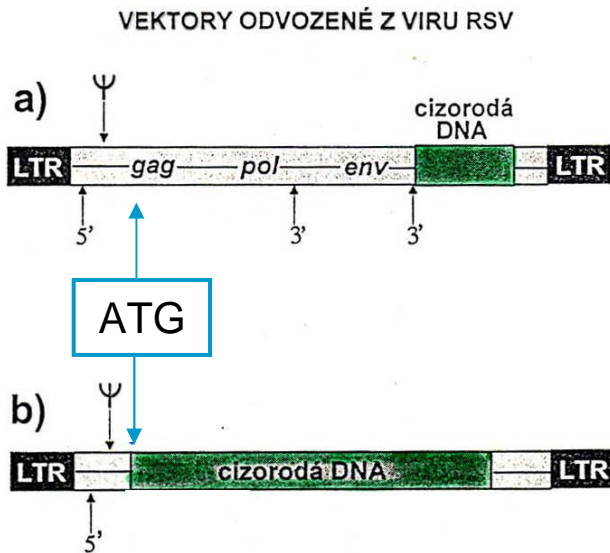 VEKTORY ODVOZENÉ Z VIRU RSV
a)
Ψ
cizorodá
DNA
LTR
gag
pol
env
LTR
5'
3'
3'
ATG
b)
Ψ
LTR
cizorodá DNA
LTR
5'